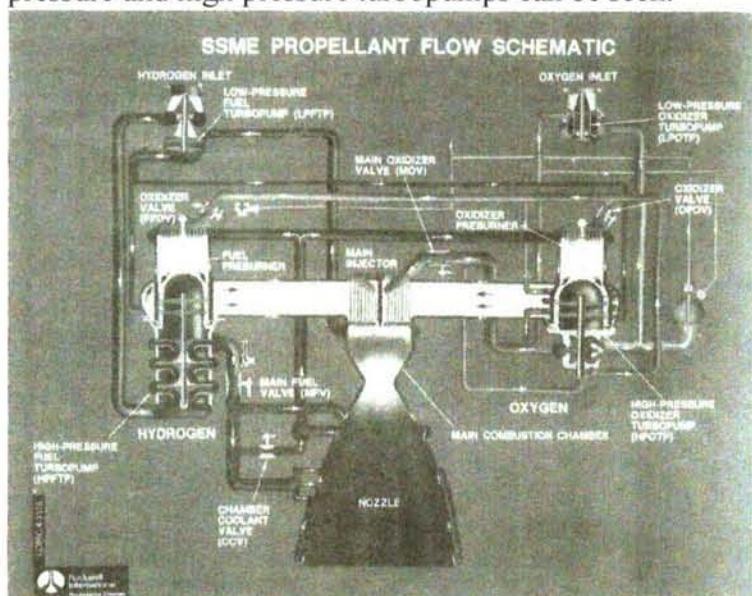 pressure and high pressure turbopumps can be seen.
SSME PROPELLANT FLOW SCHEMATIC
HYDROGEN INLET
LOW-PRESSURE
FUEL
TURBOPUMP (LPFTP)
OXYGEN INLET
LOW-PRESSURE
OXIDIZER
TURBOPUMP
(LPOTP)
MAIN OXIDIZER
VALVE (MOV)
OXIDIZER
VALVE
(FPOV)
OXIDIZER
PREBURNER
OXIDIZER
VALVE
(OPOV)
FUEL
PREBURNER
MAIN
INJECTOR
MAIN FUEL
VALVE (MFV)
HYDROGEN
OXYGEN
HIGH-PRESSURE
FUEL
TURBOPUMP
(HPFTP)
MAIN COMBUSTION CHAMBER
HIGH-PRESSURE
OXIDIZER
TURBOPUMP
(HPOTP)
CHAMBER
COOLANT
VALVE
(CCV)
NOZZLE
Rockwell
International